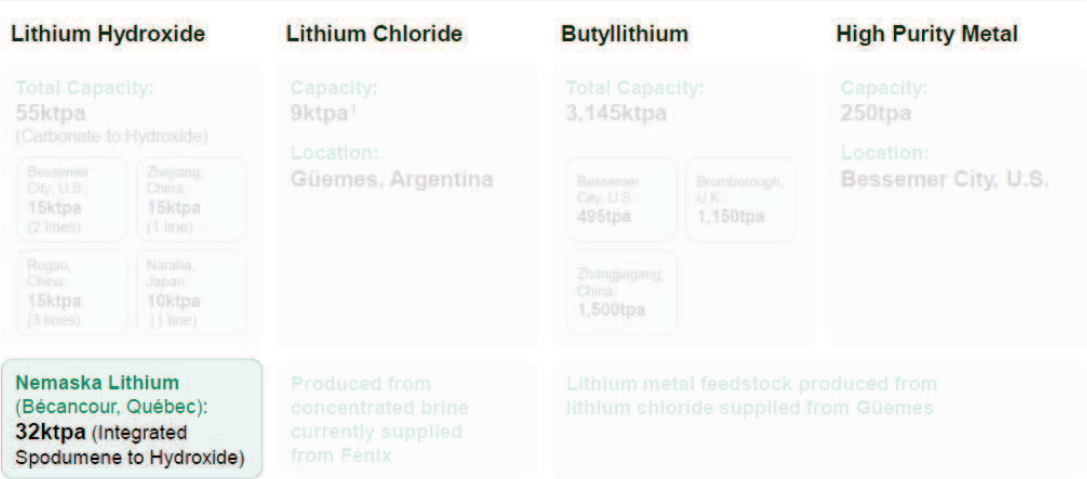 Lithium Hydroxide
Total Capacity:
55ktpa
(Carbonate to Hydroxide)
Bessemer
City, U.S.:
15ktpa
(2 lines)
Zhejiang,
China:
15ktpa
(1 line)
Rugao,
China:
15ktpa
(3 lines)
Naraha,
Japan:
10ktpa
(1 line)
Nemaska Lithium
(Bécancour, Québec):
32ktpa (Integrated
Spodumene to Hydroxide)
Lithium Chloride
Capacity:
9ktpa¹
Location:
Güemes, Argentina
Produced from
concentrated brine
currently supplied
from Fénix
Butyllithium
Total Capacity:
3,145ktpa
Bessemer
City, U.S.:
495tpa
Bromborough,
U.K.:
1,150tpa
Zhangjiagang,
China:
1,500tpa
High Purity Metal
Capacity:
250tpa
Location:
Bessemer City, U.S.
Lithium metal feedstock produced from
lithium chloride supplied from Güemes